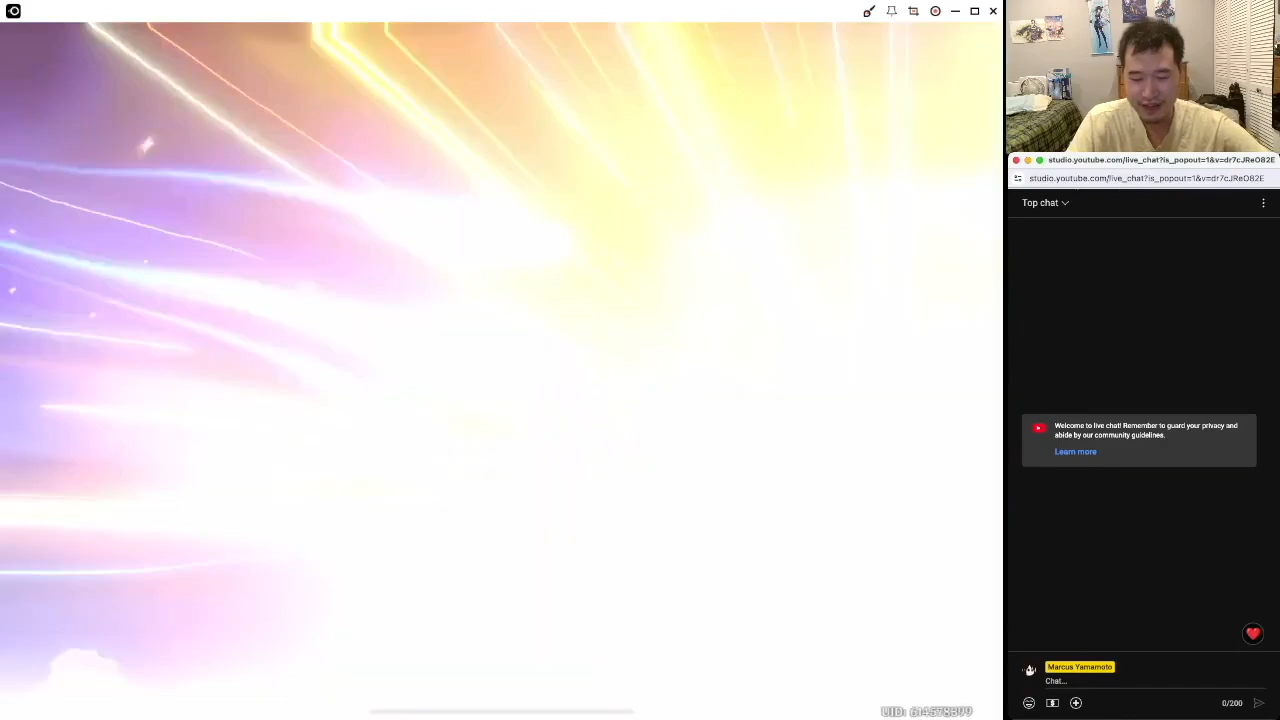 studio.youtube.com/live_chat?is_popout=1&v=dr7cJReO82E
studio.youtube.com/live_chat?is_popout=1&v=dr7cJReO82E
Top chat
Welcome to live chat! Remember to guard your privacy and
abide by our community guidelines.
Learn more
Marcus Yamamoto
Chat...
0/200
UID: 614578399